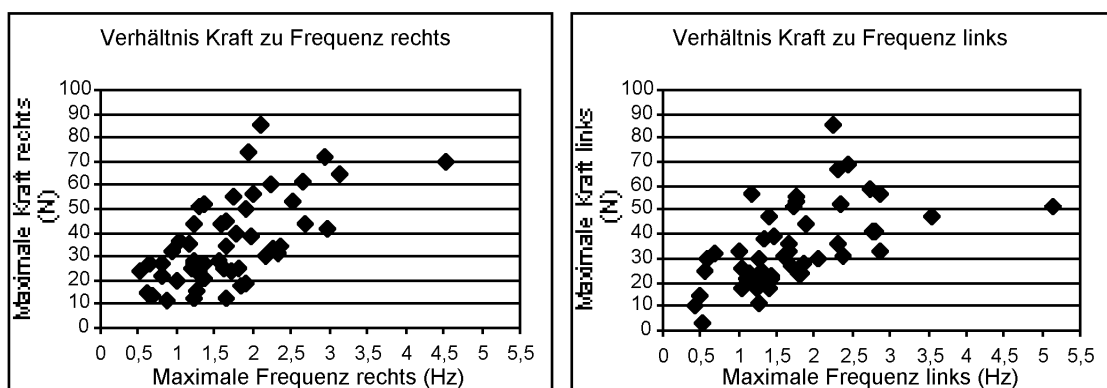 Verhältnis Kraft zu Frequenz rechts
Maximale Kraft rechts
(N)
100
90
80
70
60
50
40
30
20
10
0
0 0,5 1 1,5 2 2,5 3 3,5 4 4,5 5 5,5
Maximale Frequenz rechts (Hz)
Verhältnis Kraft zu Frequenz links
Maximale Kraft links
(N)
100
90
80
70
60
50
40
30
20
10
0
0 0,5 1 1,5 2 2,5 3 3,5 4 4,5 5 5,5
Maximale Frequenz links (Hz)